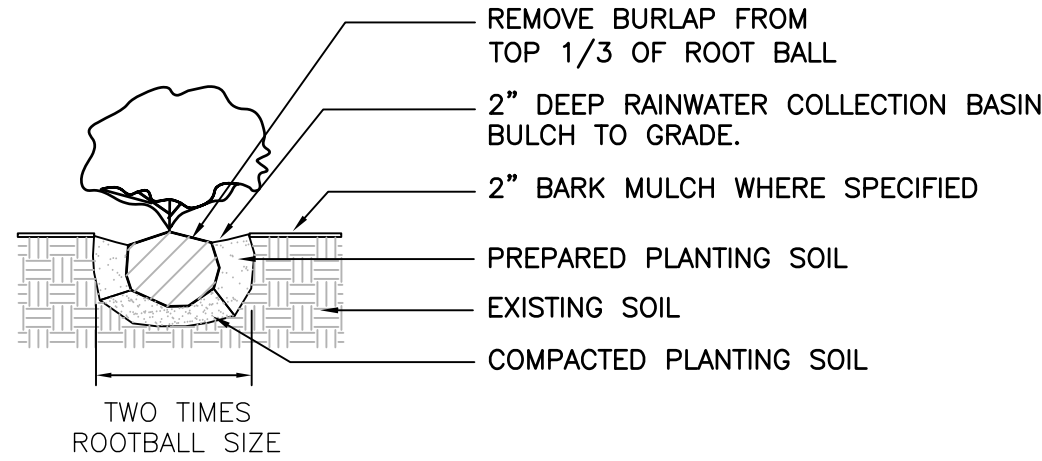 REMOVE BURLAP FROM
TOP 1/3 OF ROOT BALL
2” DEEP RAINWATER COLLECTION BASIN
BULCH TO GRADE.
2” BARK MULCH WHERE SPECIFIED
PREPARED PLANTING SOIL
EXISTING SOIL
COMPACTED PLANTING SOIL
TWO TIMES
ROOTBALL SIZE